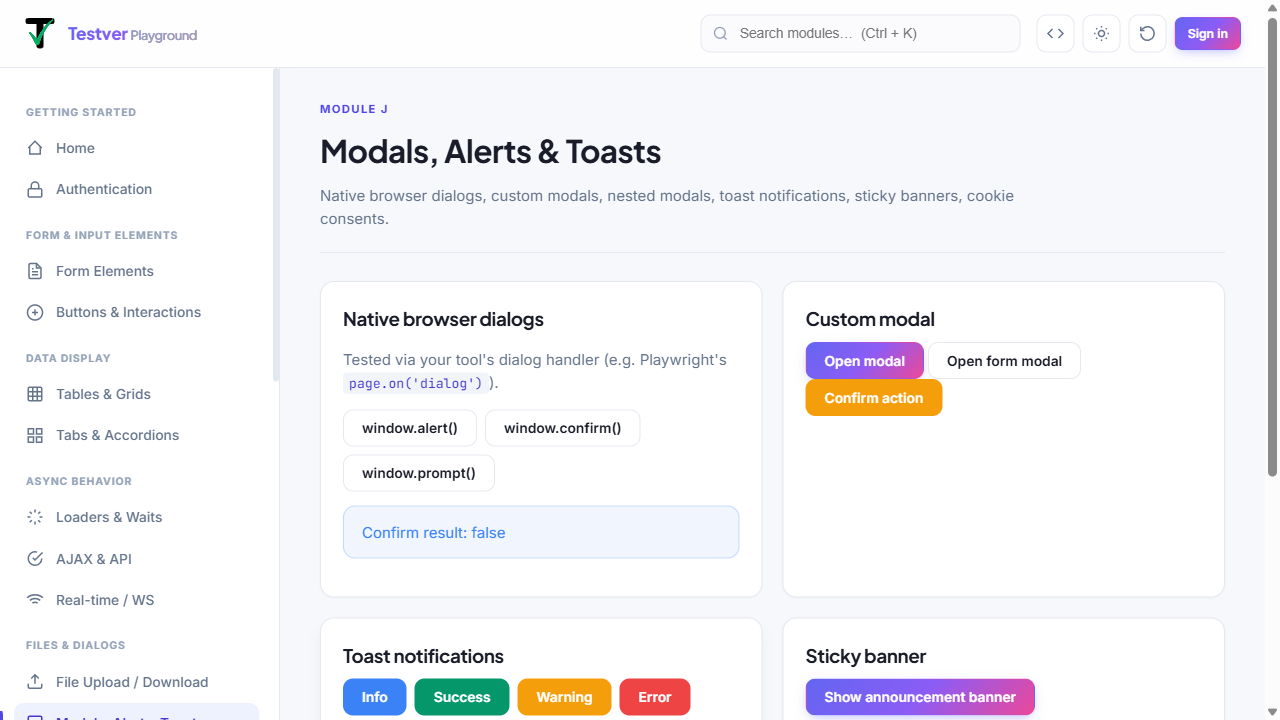 Testver Playground
Search modules... (Ctrl + K)
Sign in
GETTING STARTED
Home
Authentication
FORM & INPUT ELEMENTS
Form Elements
Buttons & Interactions
DATA DISPLAY
Tables & Grids
Tabs & Accordions
ASYNC BEHAVIOR
Loaders & Waits
AJAX & API
Real-time / WS
FILES & DIALOGS
File Upload / Download
MODULE J
Modals, Alerts & Toasts
Native browser dialogs, custom modals, nested modals, toast notifications, sticky banners, cookie
consents.
Native browser dialogs
Tested via your tool's dialog handler (e.g. Playwright's
page.on('dialog') ).
window.alert()
window.confirm()
window.prompt()
Confirm result: false
Custom modal
Open modal
Open form modal
Confirm action
Toast notifications
Info
Success
Warning
Error
Sticky banner
Show announcement banner